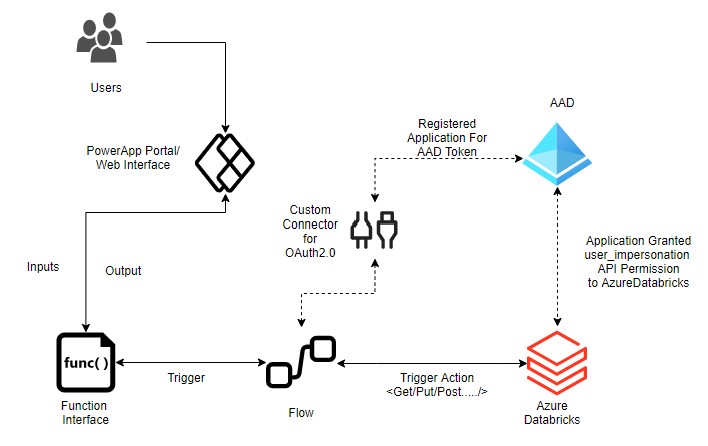 Users
AAD
Registered
Application For
AAD Token
PowerApp Portal/
Web Interface
Custom
Connector
for
OAuth2.0
Inputs
Output
Application Granted
user_impersonation
API Permission
to AzureDatabricks
func( )
Trigger
Trigger Action
<Get/Put/Post...../>
Function
Interface
Flow
Azure
Databricks